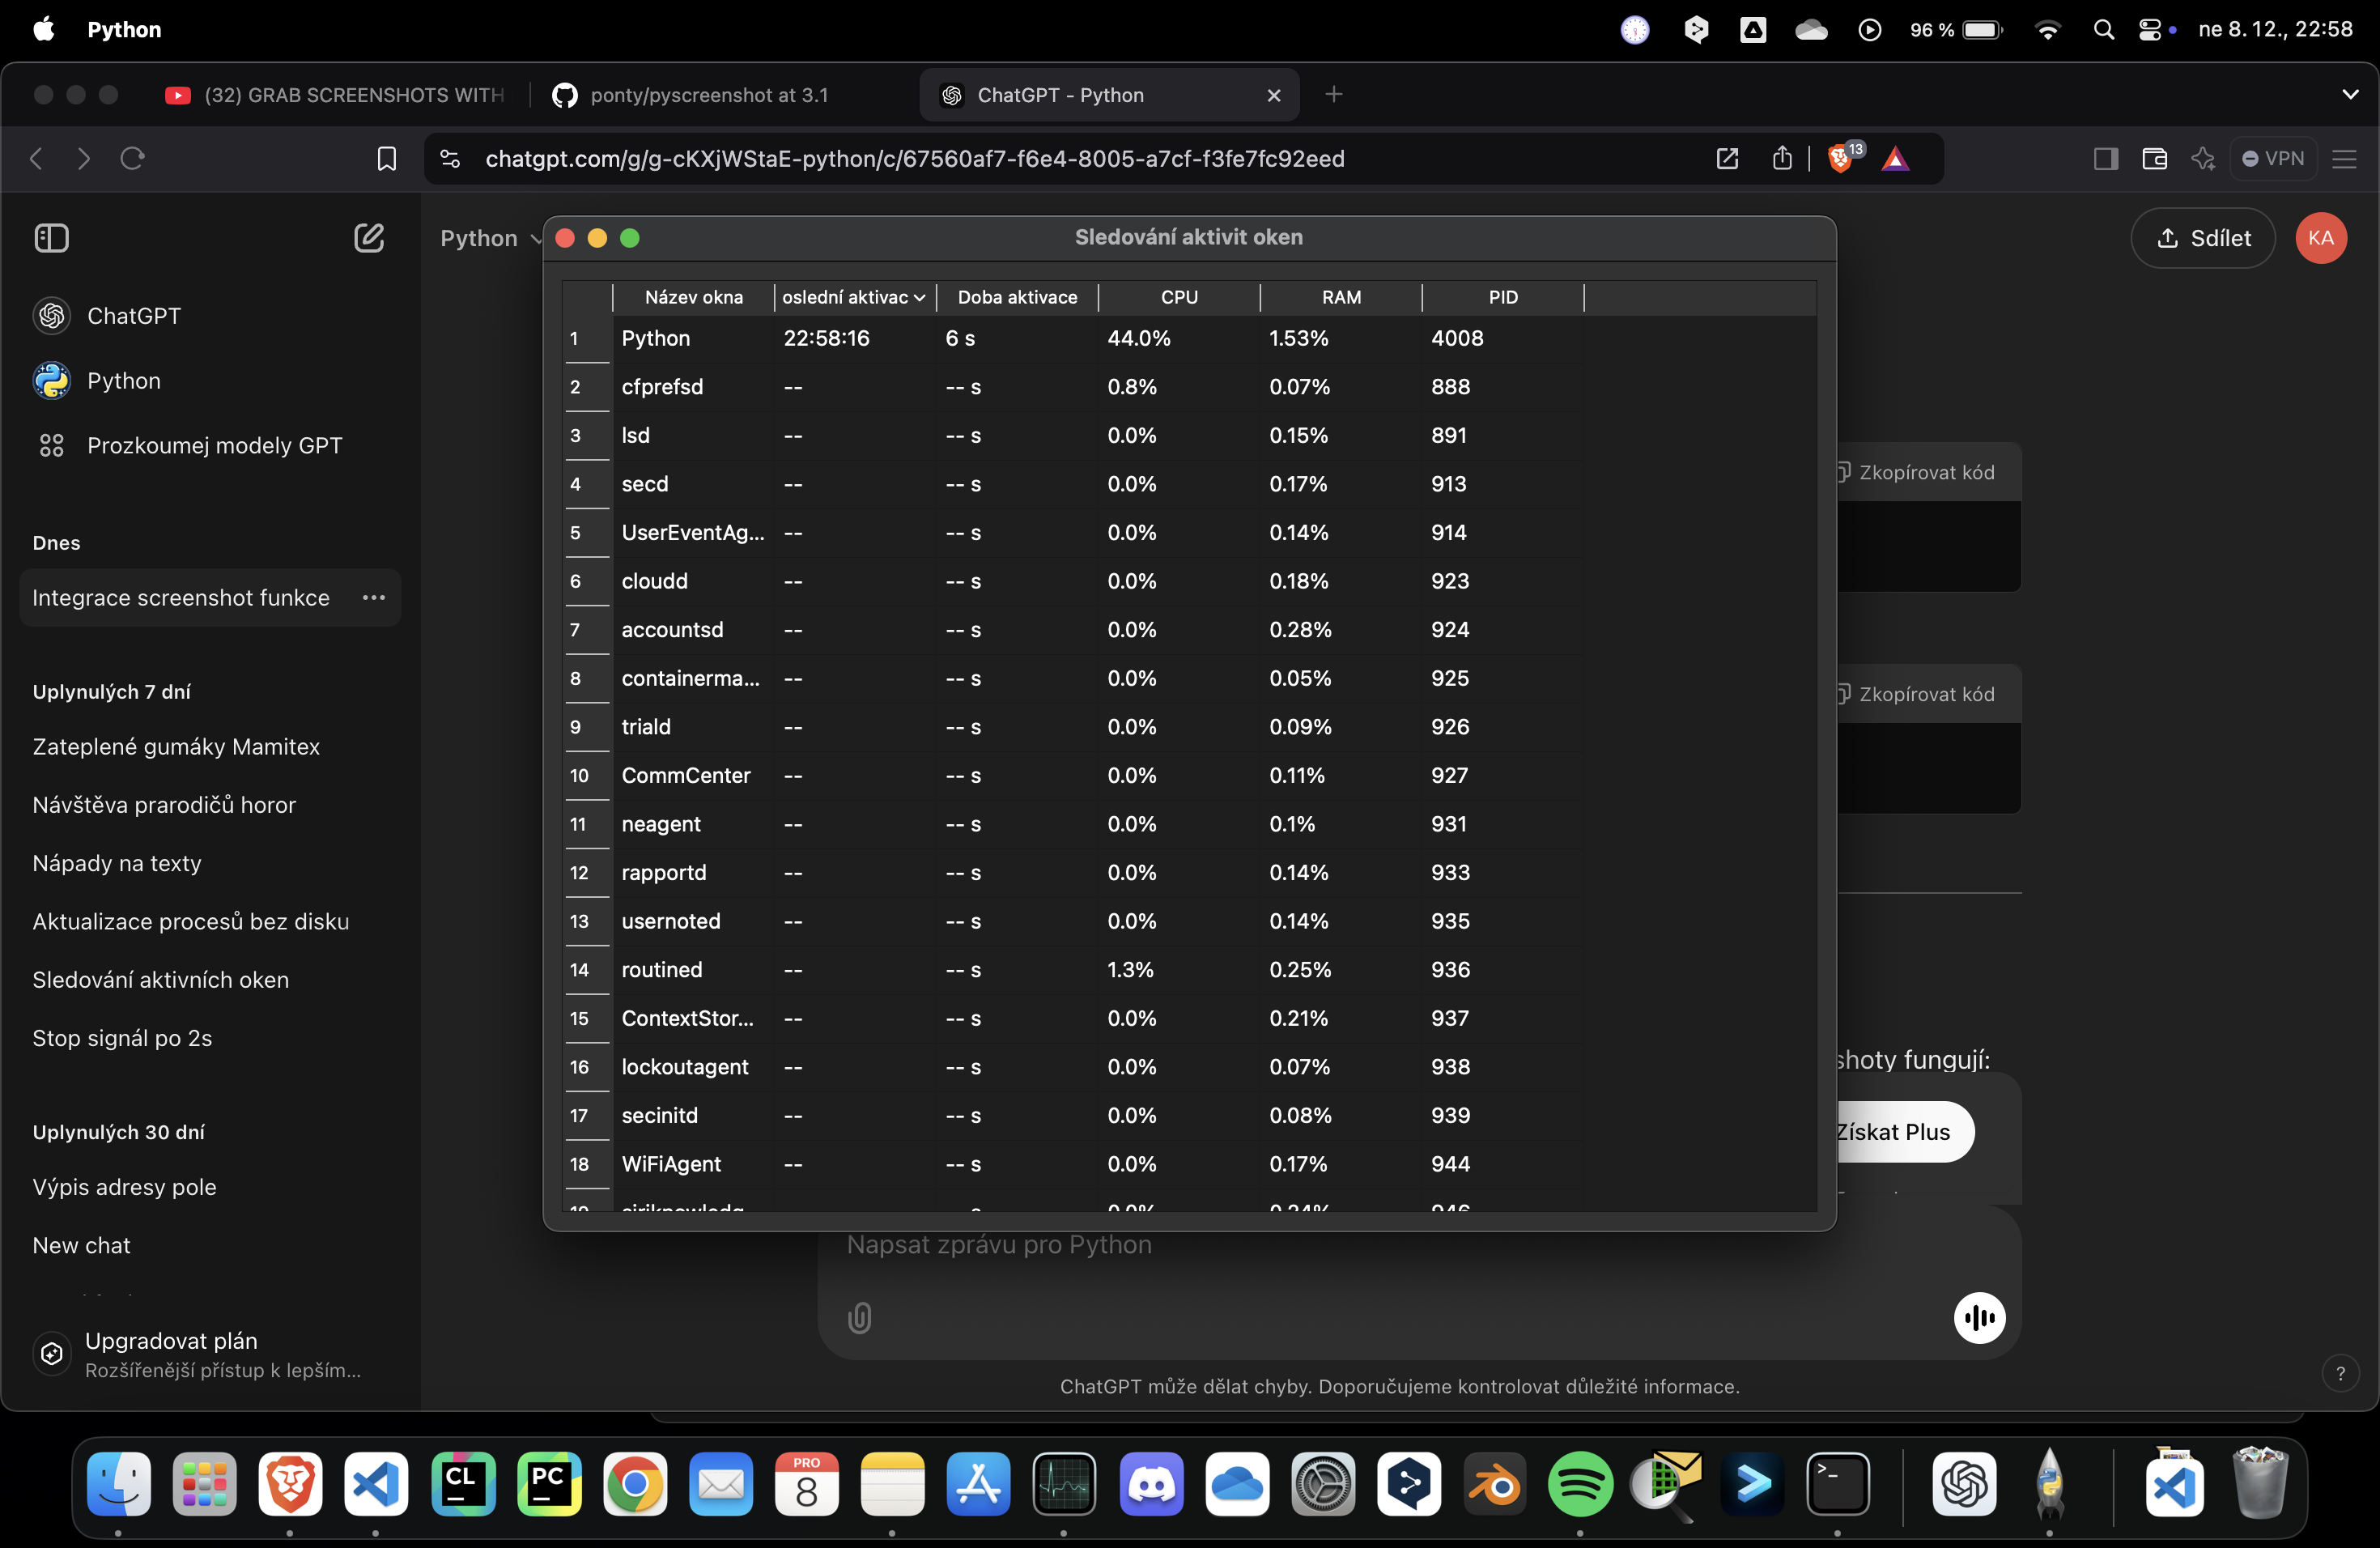 Python
96 %
ne 8. 12., 22:58
(32) GRAB SCREENSHOTS WITH
ponty/pyscreenshot at 3.1
ChatGPT - Python
chatgpt.com/g/g-cKXjWStaE-python/c/67560af7-f6e4-8005-a7cf-f3fe7fc92eed
13
VPN
Python
Sdílet
KA
ChatGPT
Python
Prozkoumej modely GPT
Dnes
Integrace screenshot funkce
Uplynulých 7 dní
Zateplené gumáky Mamitex
Návštěva prarodičů horor
Nápady na texty
Aktualizace procesů bez disku
Sledování aktivních oken
Stop signál po 2s
Uplynulých 30 dní
Výpis adresy pole
New chat
Upgradovat plán
Rozšířenější přístup k lepším...
Sledování aktivit oken
Název okna oslední aktivac Doba aktivace CPU RAM PID
1 Python 22:58:16 6 s 44.0% 1.53% 4008
2 cfprefsd -- -- s 0.8% 0.07% 888
3 lsd -- -- s 0.0% 0.15% 891
4 secd -- -- s 0.0% 0.17% 913
5 UserEventAg... -- -- s 0.0% 0.14% 914
6 cloudd -- -- s 0.0% 0.18% 923
7 accountsd -- -- s 0.0% 0.28% 924
8 containerma... -- -- s 0.0% 0.05% 925
9 triald -- -- s 0.0% 0.09% 926
10 CommCenter -- -- s 0.0% 0.11% 927
11 neagent -- -- s 0.0% 0.1% 931
12 rapportd -- -- s 0.0% 0.14% 933
13 usernoted -- -- s 0.0% 0.14% 935
14 routined -- -- s 1.3% 0.25% 936
15 ContextStor... -- -- s 0.0% 0.21% 937
16 lockoutagent -- -- s 0.0% 0.07% 938
17 secinitd -- -- s 0.0% 0.08% 939
18 WiFiAgent -- -- s 0.0% 0.17% 944
Zkopírovat kód
Zkopírovat kód
shoty fungují:
Získat Plus
Napsat zprávu pro Python
ChatGPT může dělat chyby. Doporučujeme kontrolovat důležité informace.
?
CL
PC
PRO
8